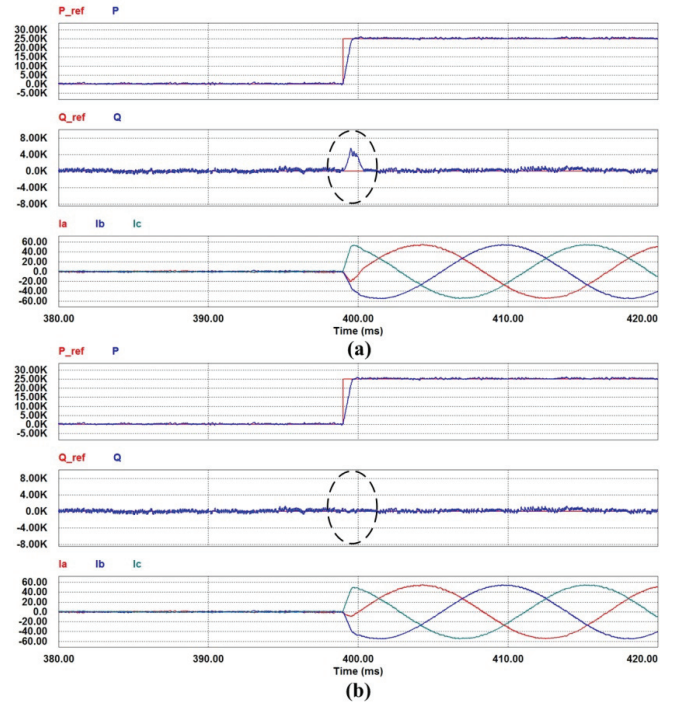 P_ref P
30.00K
25.00K
20.00K
15.00K
10.00K
5.00K
0.0K
-5.00K
Q_ref Q
8.00K
4.00K
0.0K
-4.00K
-8.00K
Ia Ib Ic
60.00
40.00
20.00
0.0
-20.00
-40.00
-60.00
380.00 390.00 400.00 410.00 420.00
Time (ms)
(a)
P_ref P
30.00K
25.00K
20.00K
15.00K
10.00K
5.00K
0.0K
-5.00K
Q_ref Q
8.00K
4.00K
0.0K
-4.00K
-8.00K
Ia Ib Ic
60.00
40.00
20.00
0.0
-20.00
-40.00
-60.00
380.00 390.00 400.00 410.00 420.00
Time (ms)
(b)